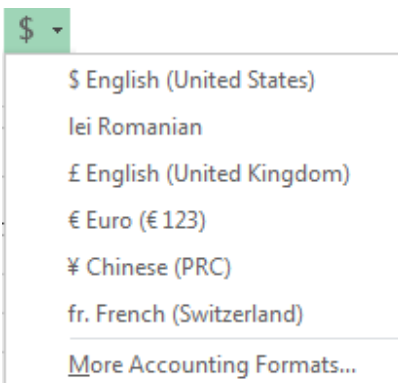 $
$ English (United States)
lei Romanian
£ English (United Kingdom)
€ Euro (€ 123)
¥ Chinese (PRC)
fr. French (Switzerland)
More Accounting Formats...